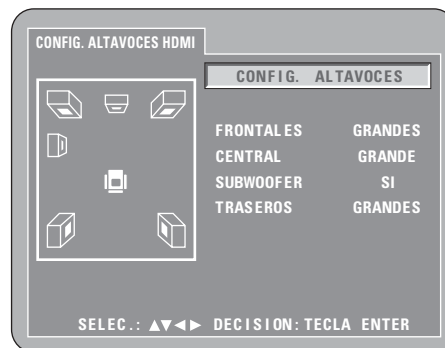 CONFIG. ALTAVOCES HDMI
CONFIG. ALTAVOCES
FRONTALES GRANDES
CENTRAL GRANDE
SUBWOOFER SI
TRASEROS GRANDES
SELEC.: ▲▼◄► DECISION: TECLA ENTER